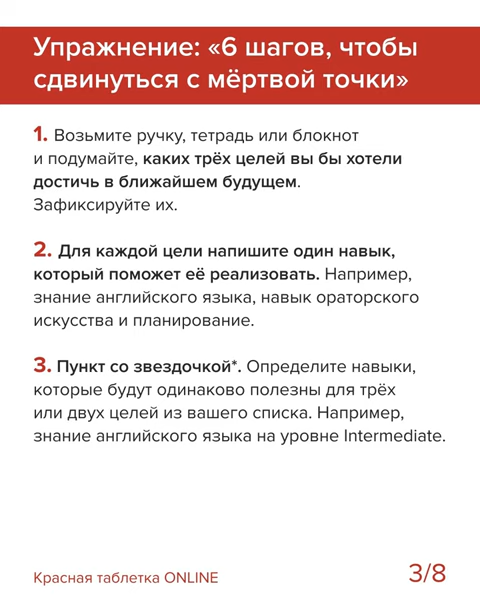 Упражнение: «6 шагов, чтобы
сдвинуться с мёртвой точки»
1. Возьмите ручку, тетрадь или блокнот
и подумайте, каких трёх целей вы бы хотели
достичь в ближайшем будущем.
Зафиксируйте их.
2. Для каждой цели напишите один навык,
который поможет её реализовать. Например,
знание английского языка, навык ораторского
искусства и планирование.
3. Пункт со звездочкой*. Определите навыки,
которые будут одинаково полезны для трёх
или двух целей из вашего списка. Например,
знание английского языка на уровне Intermediate.
Красная таблетка ONLINE
3/8